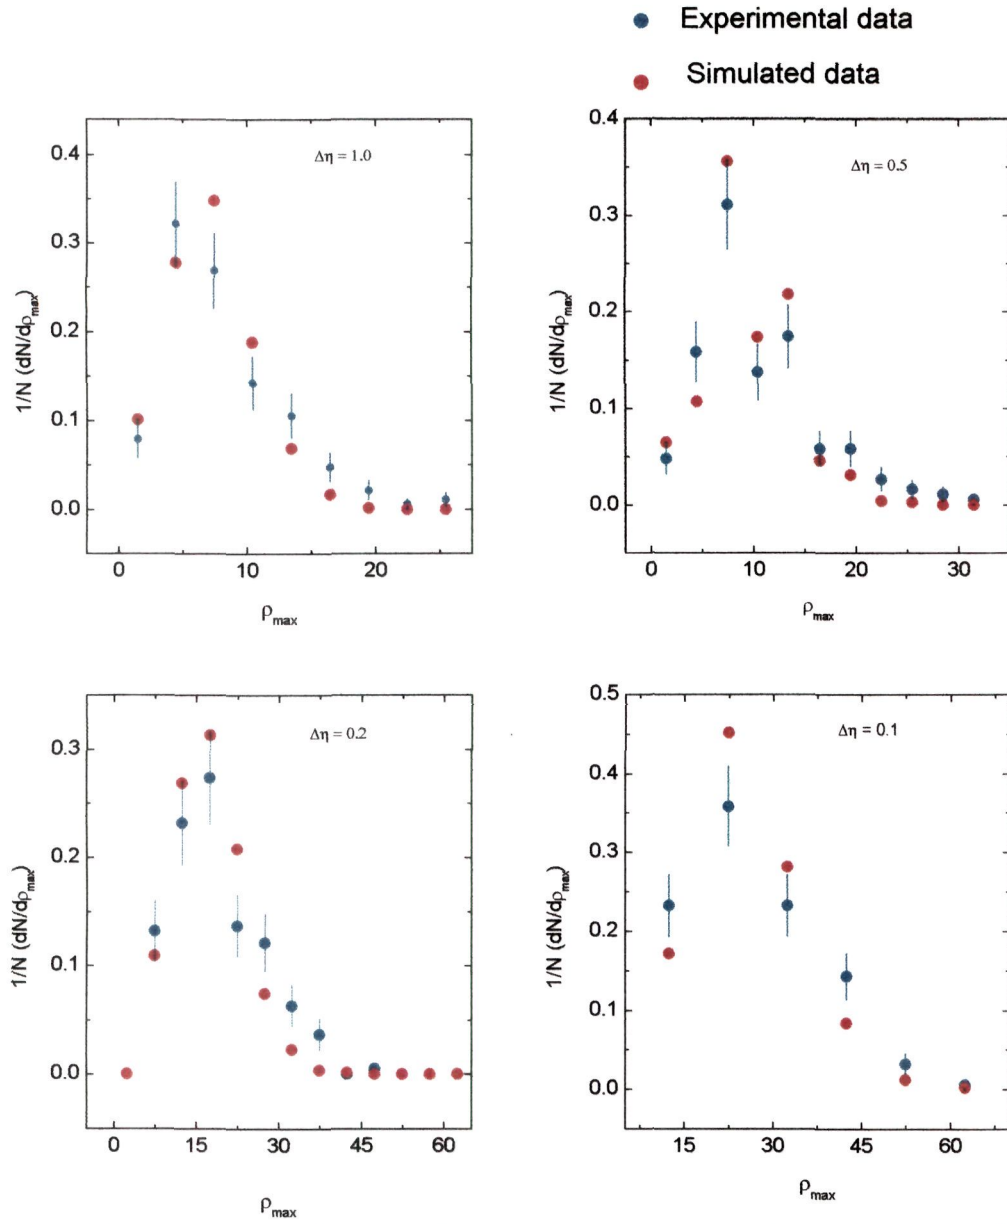 Experimental data
Simulated data
Δη = 1.0
0.4
0.3
0.2
0.1
0.0
1/N (dN/dρmax)
0 10 20
ρmax
Δη = 0.5
0.4
0.3
0.2
0.1
0.0
1/N (dN/dρmax)
0 10 20 30
ρmax
Δη = 0.2
0.3
0.2
0.1
0.0
1/N (dN/dρmax)
0 15 30 45 60
ρmax
Δη = 0.1
0.5
0.4
0.3
0.2
0.1
0.0
1/N (dN/dρmax)
15 30 45 60
ρmax